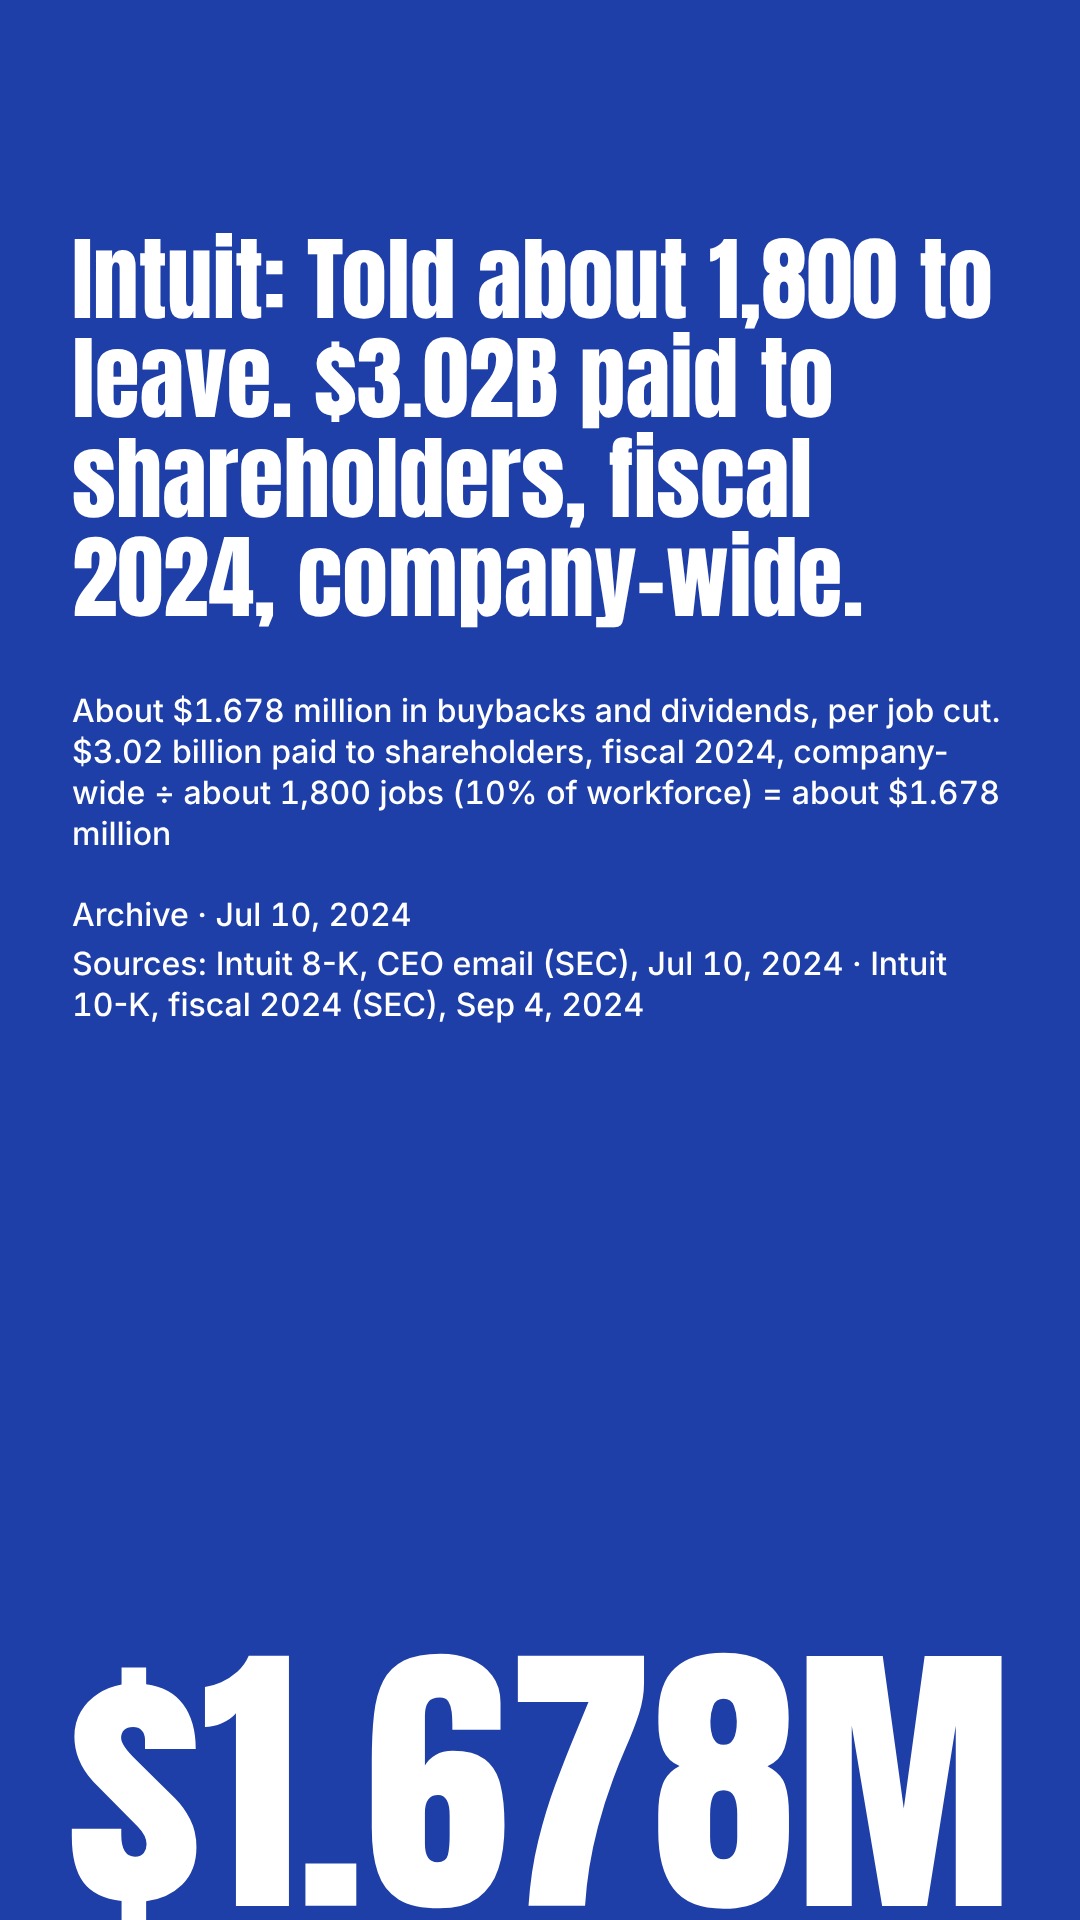 Intuit: Told about 1,800 to
leave. $3.02B paid to
shareholders, fiscal
2024, company-wide.
About $1.678 million in buybacks and dividends, per job cut.
$3.02 billion paid to shareholders, fiscal 2024, company-
wide ÷ about 1,800 jobs (10% of workforce) = about $1.678
million
Archive · Jul 10, 2024
Sources: Intuit 8-K, CEO email (SEC), Jul 10, 2024 · Intuit
10-K, fiscal 2024 (SEC), Sep 4, 2024
$1.678M